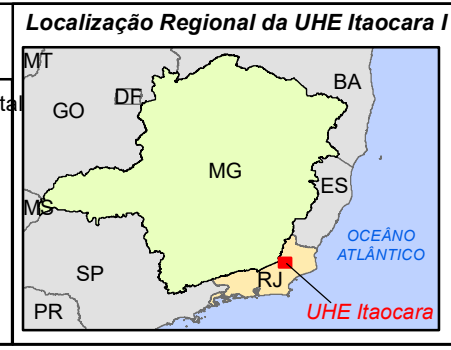 Localização Regional da UHE Itaocara I
MT
BA
tal
GO
DF
MG
ES
MS
OCEÂNO
ATLÂNTICO
SP
RJ
PR
UHE Itaocara